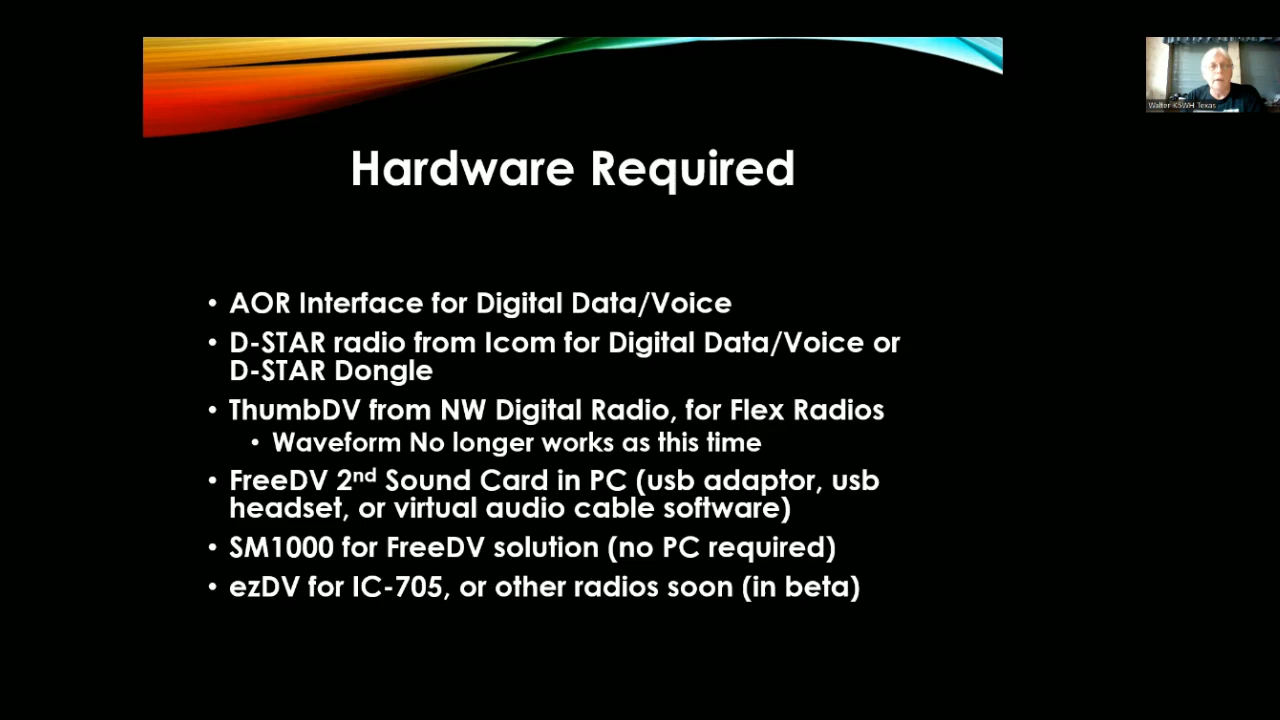 Hardware Required
Walter K5WH Texas
• AOR Interface for Digital Data/Voice
• D-STAR radio from Icom for Digital Data/Voice or
D-STAR Dongle
• ThumbDV from NW Digital Radio, for Flex Radios
• Waveform No longer works as this time
• FreeDV 2nd Sound Card in PC (usb adaptor, usb
headset, or virtual audio cable software)
• SM1000 for FreeDV solution (no PC required)
• ezDV for IC-705, or other radios soon (in beta)